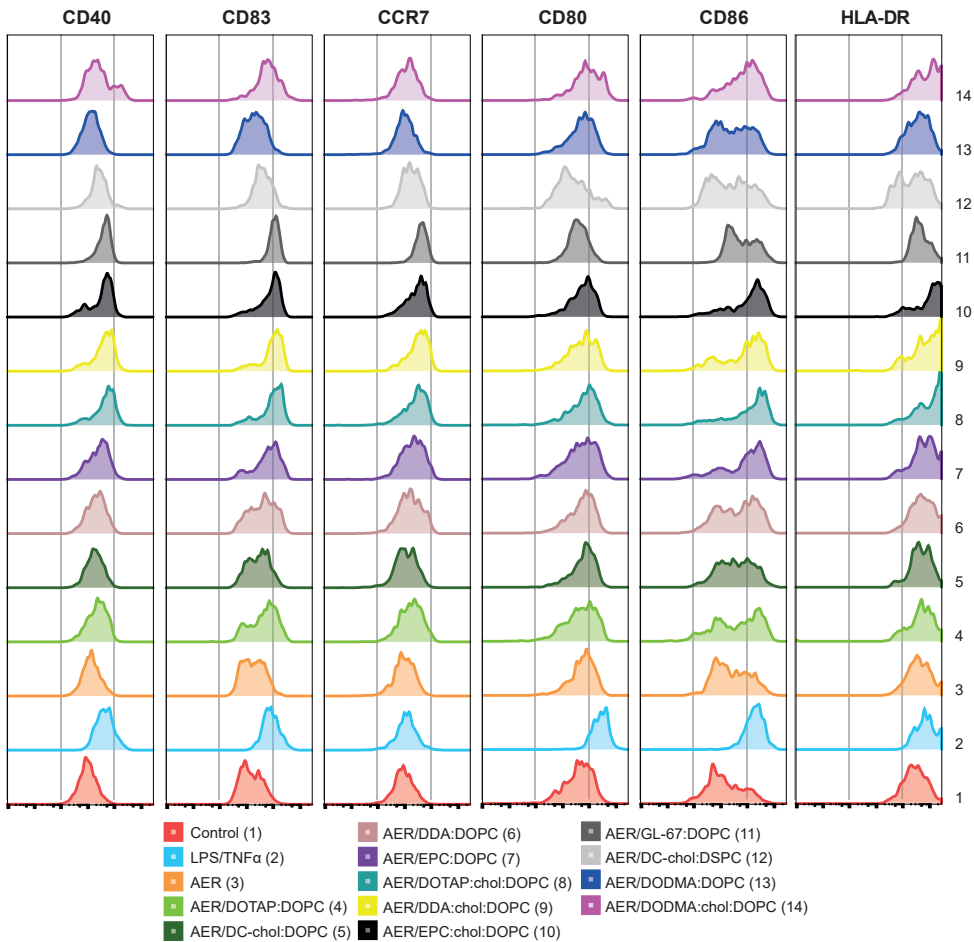 CD40 CD83 CCR7 CD80 CD86 HLA-DR
14
13
12
11
10
9
8
7
6
5
4
3
2
1
Control (1)
LPS/TNFα (2)
AER (3)
AER/DOTAP:DOPC (4)
AER/DC-chol:DOPC (5)
AER/DDA:DOPC (6)
AER/EPC:DOPC (7)
AER/DOTAP:chol:DOPC (8)
AER/DDA:chol:DOPC (9)
AER/EPC:chol:DOPC (10)
AER/GL-67:DOPC (11)
AER/DC-chol:DSPC (12)
AER/DODMA:DOPC (13)
AER/DODMA:chol:DOPC (14)